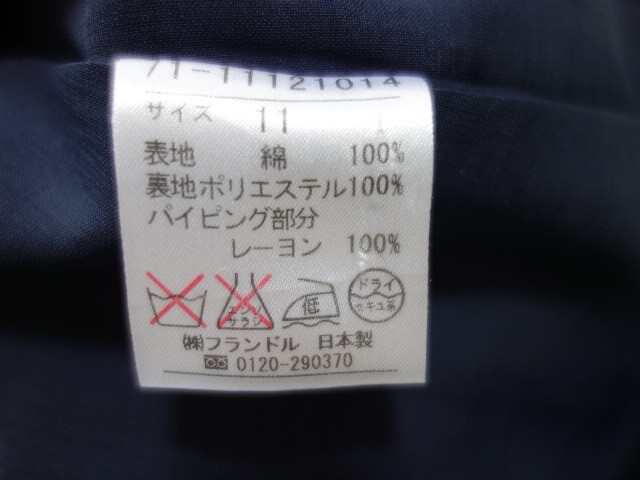 71-11121014
サイズ 11
表地 綿 100%
裏地ポリエステル100%
パイピング部分
レーヨン 100%
エンソ サラシ 低 ドライ セキユ系
㈱フランドル 日本製
0120-290370